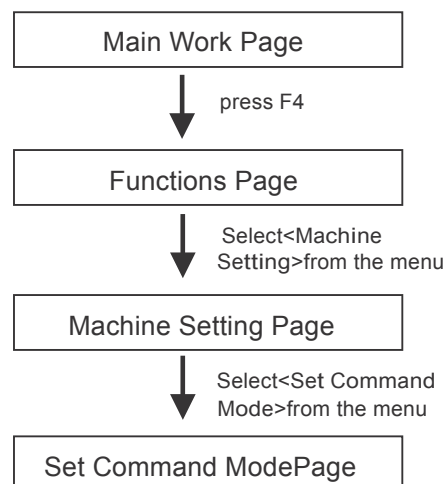 Main Work Page
press F4
Functions Page
Select<Machine
Setting>from the menu
Machine Setting Page
Select<Set Command
Mode>from the menu
Set Command ModePage